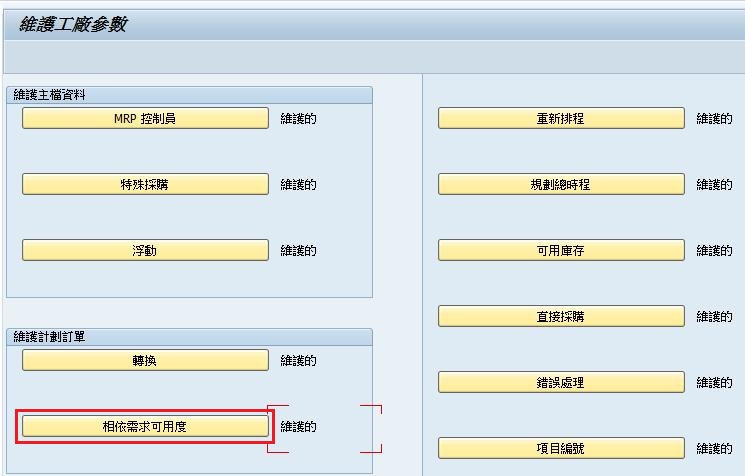 維護工廠參數
維護主檔資料
MRP 控制員 維護的
特殊採購 維護的
浮動 維護的
維護計劃訂單
轉換 維護的
相依需求可用度 維護的
重新排程 維護的
規劃總時程 維護的
可用庫存 維護的
直接採購 維護的
錯誤處理 維護的
項目編號 維護的